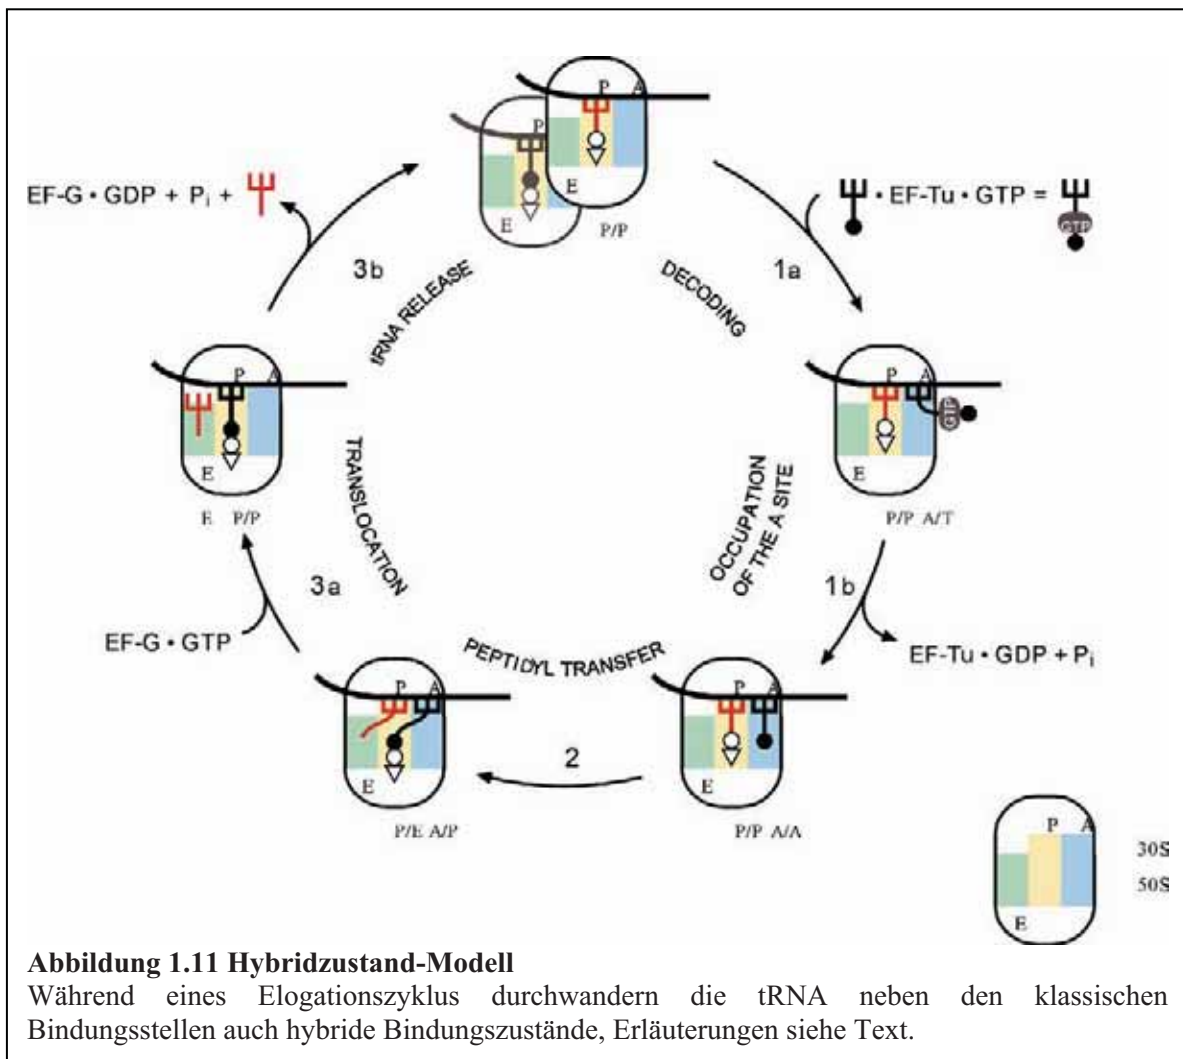 P A
P
E
E
P/P
EF-G • GDP + Pi +
3b
tRNA RELEASE
DECODING
1a
• EF-Tu • GTP =
GTP
P A
E
E P/P
P A
GTP
E
P/P A/T
TRANSLOCATION
OCCUPATION
OF THE A SITE
3a
1b
EF-G • GTP
EF-Tu • GDP + Pi
PEPTIDYL TRANSFER
P A
E
P/E A/P
2
P A
E
P/P A/A
P A
30S
50S
E
Abbildung 1.11 Hybridzustand-Modell
Während eines Elogationszyklus durchwandern die tRNA neben den klassischen
Bindungsstellen auch hybride Bindungszustände, Erläuterungen siehe Text.